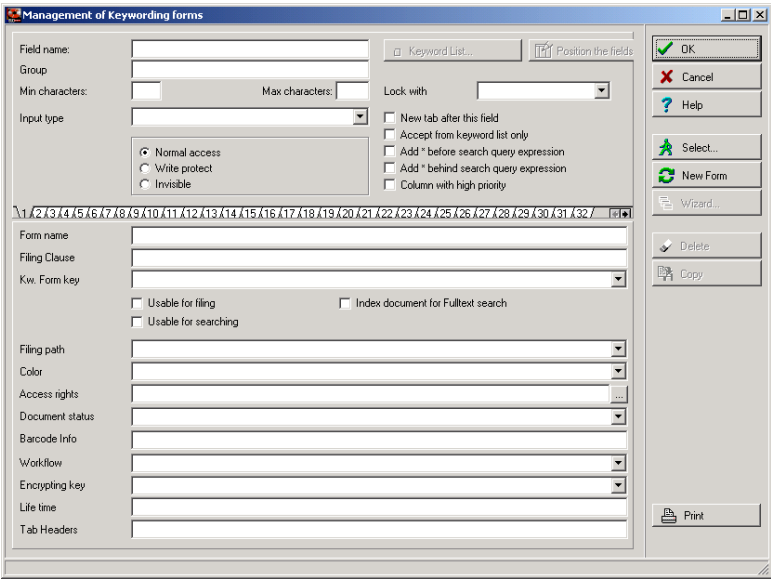 Management of Keywording forms
Field name:
Keyword List...
Position the fields
OK
Group
Cancel
Min characters:
Max characters:
Lock with
Help
Input type
New tab after this field
Accept from keyword list only
Normal access
Add * before search query expression
Select...
Write protect
Add * behind search query expression
New Form
Invisible
Column with high priority
Wizard...
1 2 3 4 5 6 7 8 9 10 11 12 13 14 15 16 17 18 19 20 21 22 23 24 25 26 27 28 29 30 31 32
Form name
Delete
Filing Clause
Kw. Form key
Copy
Usable for filing
Index document for Fulltext search
Usable for searching
Filing path
Color
Access rights
...
Document status
Barcode Info
Workflow
Encrypting key
Life time
Print
Tab Headers